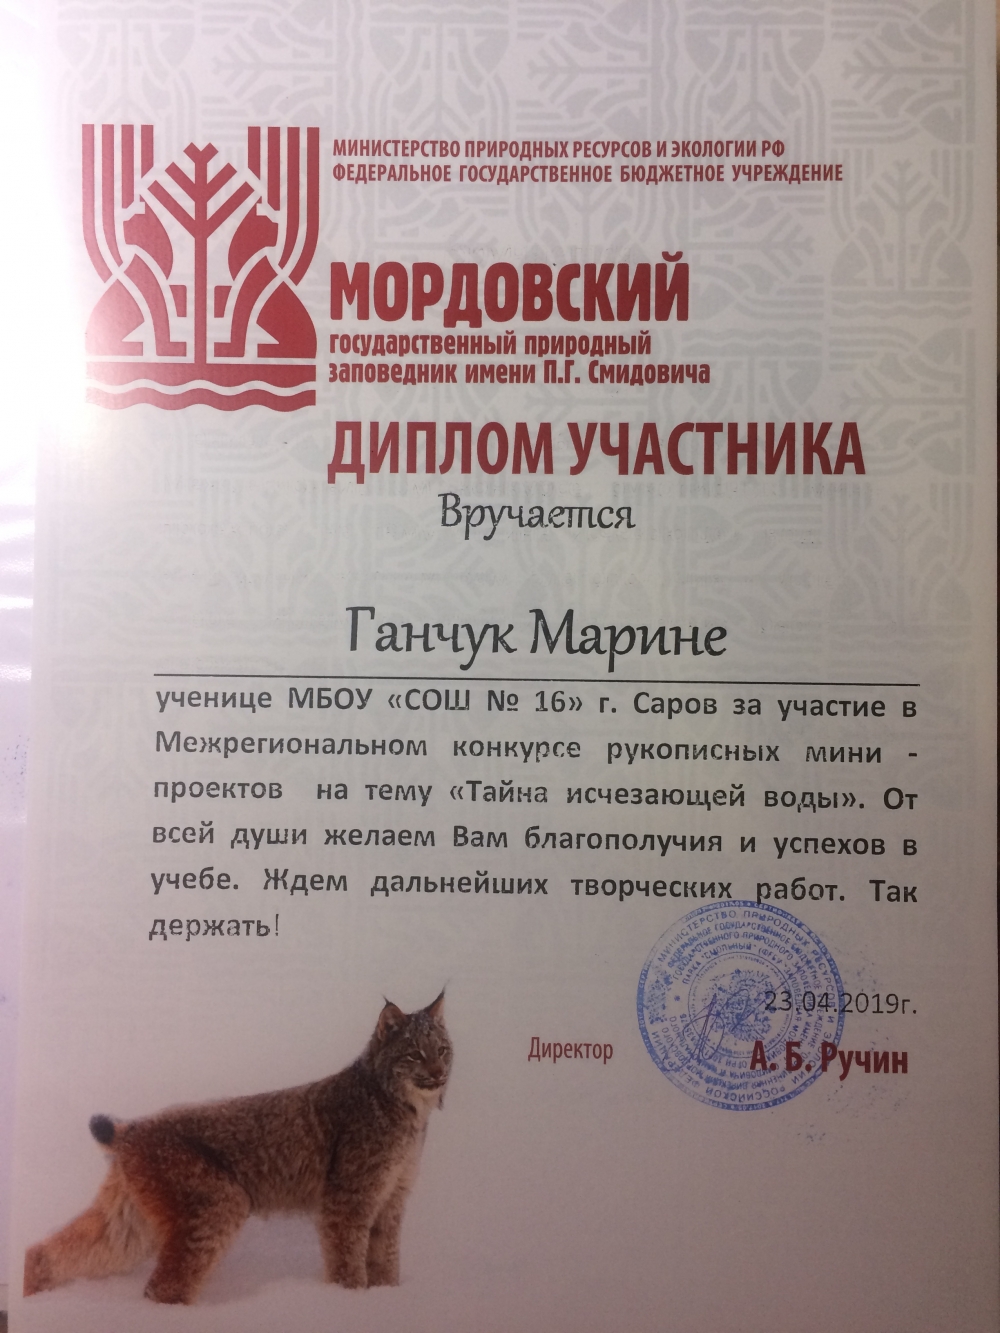 МИНИСТЕРСТВО ПРИРОДНЫХ РЕСУРСОВ И ЭКОЛОГИИ РФ
ФЕДЕРАЛЬНОЕ ГОСУДАРСТВЕННОЕ БЮДЖЕТНОЕ УЧРЕЖДЕНИЕ
МОРДОВСКИЙ
государственный природный
заповедник имени П.Г. Смидовича
ДИПЛОМ УЧАСТНИКА
Вручается
Ганчук Марине
ученице МБОУ «СОШ № 16» г. Саров за участие в
Межрегиональном конкурсе рукописных мини -
проектов на тему «Тайна исчезающей воды». От
всей души желаем Вам благополучия и успехов в
учебе. Ждем дальнейших творческих работ. Так
держать!
23.04.2019г.
Директор А. Б. Ручин